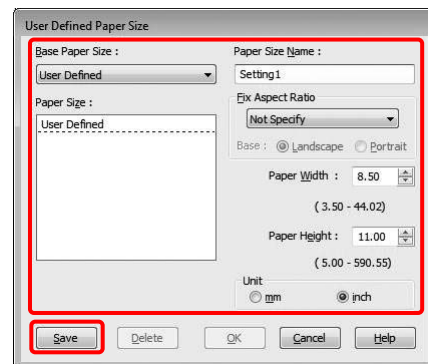 User Defined Paper Size
Base Paper Size :
User Defined
Paper Size :
User Defined
Paper Size Name :
Setting1
Fix Aspect Ratio
Not Specify
Base : Landscape Portrait
Paper Width : 8.50
( 3.50 - 44.02)
Paper Height : 11.00
( 5.00 - 590.55)
Unit
mm inch
Save Delete OK Cancel Help